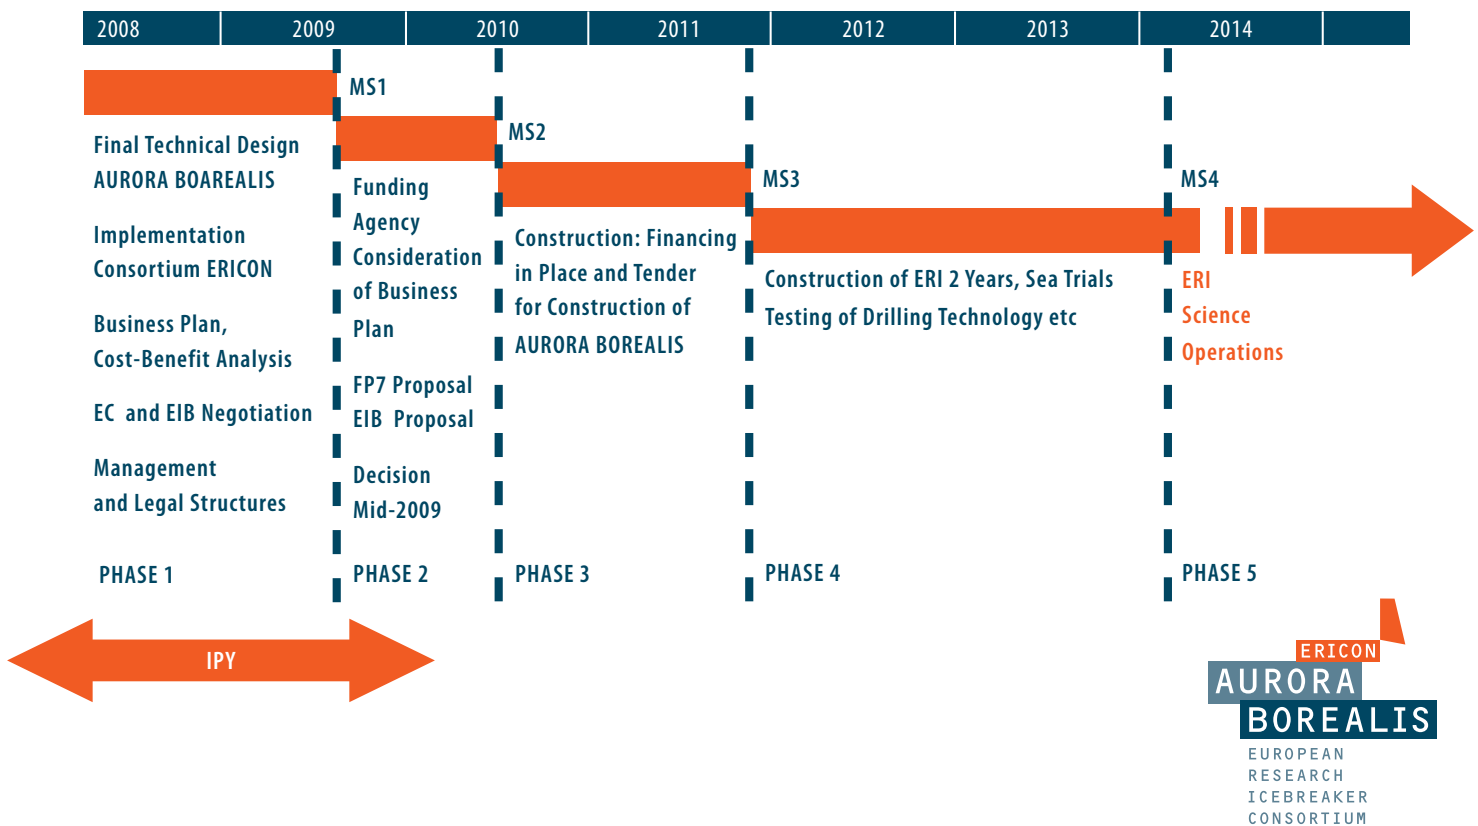 2008 2009 2010 2011 2012 2013 2014
MS1
Final Technical Design
AURORA BOAREALIS
Implementation
Consortium ERICON
Business Plan,
Cost-Benefit Analysis
EC and EIB Negotiation
Management
and Legal Structures
PHASE 1
MS2
Funding
Agency
Consideration
of Business
Plan
FP7 Proposal
EIB Proposal
Decision
Mid-2009
PHASE 2
MS3
Construction: Financing
in Place and Tender
for Construction of
AURORA BOREALIS
PHASE 3
MS4
Construction of ERI 2 Years, Sea Trials
Testing of Drilling Technology etc
PHASE 4
ERI
Science
Operations
PHASE 5
IPY
ERICON
AURORA
BOREALIS
EUROPEAN
RESEARCH
ICEBREAKER
CONSORTIUM